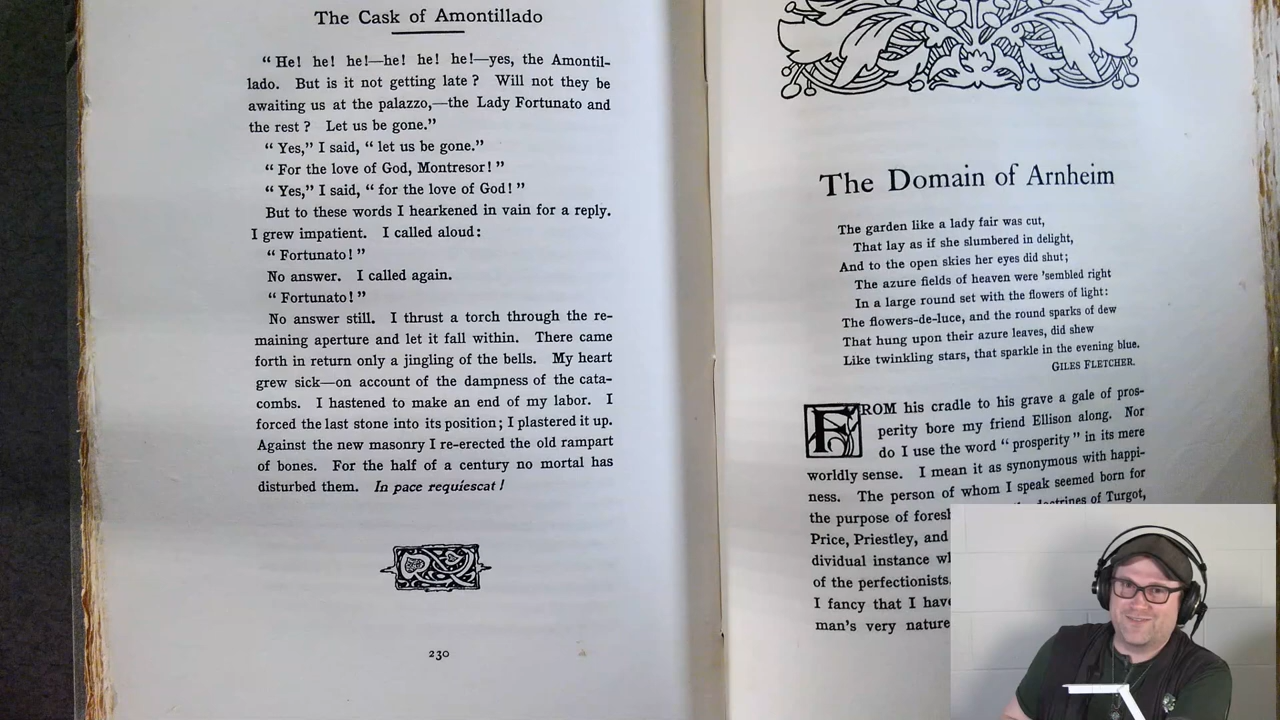 The Cask of Amontillado
“ He! he! he!—he! he! he!—yes, the Amontil-
lado. But is it not getting late ? Will not they be
awaiting us at the palazzo,—the Lady Fortunato and
the rest ? Let us be gone.”
“ Yes,” I said, “ let us be gone.”
“ For the love of God, Montresor! ”
“ Yes,” I said, “ for the love of God! ”
But to these words I hearkened in vain for a reply.
I grew impatient. I called aloud:
“ Fortunato! ”
No answer. I called again.
“ Fortunato! ”
No answer still. I thrust a torch through the re-
maining aperture and let it fall within. There came
forth in return only a jingling of the bells. My heart
grew sick—on account of the dampness of the cata-
combs. I hastened to make an end of my labor. I
forced the last stone into its position; I plastered it up.
Against the new masonry I re-erected the old rampart
of bones. For the half of a century no mortal has
disturbed them. In pace requiescat !
230
The Domain of Arnheim
The garden like a lady fair was cut,
That lay as if she slumbered in delight,
And to the open skies her eyes did shut;
The azure fields of heaven were 'sembled right
In a large round set with the flowers of light:
The flowers-de-luce, and the round sparks of dew
That hung upon their azure leaves, did shew
Like twinkling stars, that sparkle in the evening blue.
GILES FLETCHER.
FROM his cradle to his grave a gale of pros-
perity bore my friend Ellison along. Nor
do I use the word “ prosperity ” in its mere
worldly sense. I mean it as synonymous with happi-
ness. The person of whom I speak seemed born for
the purpose of doctrines of Turgot,
Price, Priestley, and
dividual instance
of the perfectionists.
I fancy that I have
man's very nature